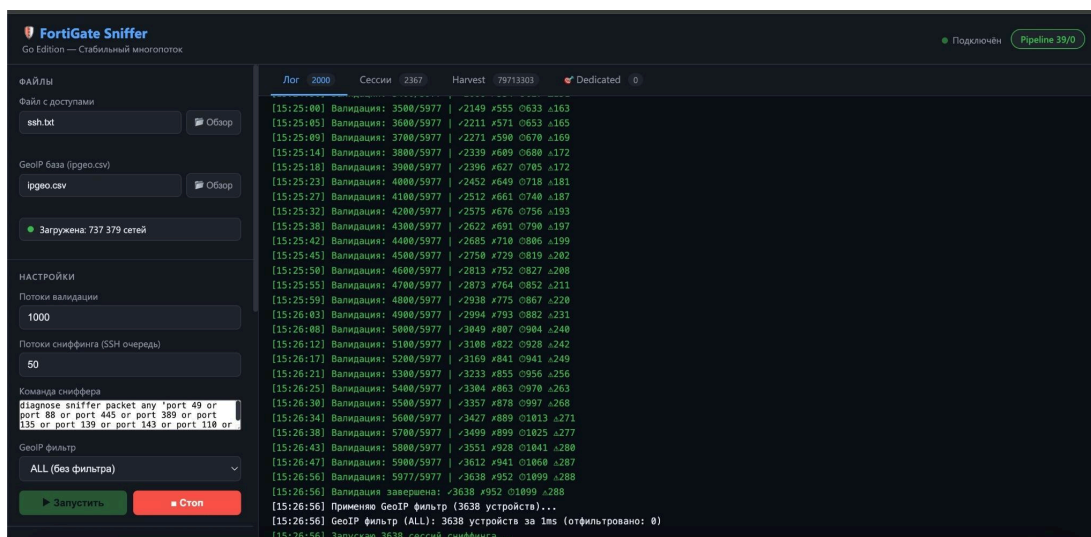 FortiGate Sniffer
Go Edition — Стабильный многопоток
Подключён
Pipeline 39/0
ФАЙЛЫ
Файл с доступами
ssh.txt
Обзор
GeoIP база (ipgeo.csv)
ipgeo.csv
Обзор
Загружена: 737 379 сетей
НАСТРОЙКИ
Потоки валидации
1000
Потоки сниффинга (SSH очередь)
50
Команда сниффера
diagnose sniffer packet any 'port 49 or
port 88 or port 445 or port 389 or port
135 or port 139 or port 143 or port 110 or
GeoIP фильтр
ALL (без фильтра)
▶ Запустить
■ Стоп
Лог 2000
Сессии 2367
Harvest 79713303
Dedicated 0
[15:25:00] Валидация: 3500/5977 | ✓2149 ✗555 ⏱633 ⚠163
[15:25:05] Валидация: 3600/5977 | ✓2211 ✗571 ⏱653 ⚠165
[15:25:09] Валидация: 3700/5977 | ✓2271 ✗590 ⏱670 ⚠169
[15:25:14] Валидация: 3800/5977 | ✓2339 ✗609 ⏱680 ⚠172
[15:25:18] Валидация: 3900/5977 | ✓2396 ✗627 ⏱705 ⚠172
[15:25:23] Валидация: 4000/5977 | ✓2452 ✗649 ⏱718 ⚠181
[15:25:27] Валидация: 4100/5977 | ✓2512 ✗661 ⏱740 ⚠187
[15:25:32] Валидация: 4200/5977 | ✓2575 ✗676 ⏱756 ⚠193
[15:25:38] Валидация: 4300/5977 | ✓2622 ✗691 ⏱790 ⚠197
[15:25:42] Валидация: 4400/5977 | ✓2685 ✗710 ⏱806 ⚠199
[15:25:45] Валидация: 4500/5977 | ✓2750 ✗729 ⏱819 ⚠202
[15:25:50] Валидация: 4600/5977 | ✓2813 ✗752 ⏱827 ⚠208
[15:25:55] Валидация: 4700/5977 | ✓2873 ✗764 ⏱852 ⚠211
[15:25:59] Валидация: 4800/5977 | ✓2938 ✗775 ⏱867 ⚠220
[15:26:03] Валидация: 4900/5977 | ✓2994 ✗793 ⏱882 ⚠231
[15:26:08] Валидация: 5000/5977 | ✓3049 ✗807 ⏱904 ⚠240
[15:26:12] Валидация: 5100/5977 | ✓3108 ✗822 ⏱928 ⚠242
[15:26:17] Валидация: 5200/5977 | ✓3169 ✗841 ⏱941 ⚠249
[15:26:21] Валидация: 5300/5977 | ✓3233 ✗855 ⏱956 ⚠256
[15:26:25] Валидация: 5400/5977 | ✓3304 ✗863 ⏱970 ⚠263
[15:26:30] Валидация: 5500/5977 | ✓3357 ✗878 ⏱997 ⚠268
[15:26:34] Валидация: 5600/5977 | ✓3427 ✗889 ⏱1013 ⚠271
[15:26:38] Валидация: 5700/5977 | ✓3499 ✗899 ⏱1025 ⚠277
[15:26:43] Валидация: 5800/5977 | ✓3551 ✗928 ⏱1041 ⚠280
[15:26:47] Валидация: 5900/5977 | ✓3612 ✗941 ⏱1060 ⚠287
[15:26:56] Валидация: 5977/5977 | ✓3638 ✗952 ⏱1099 ⚠288
[15:26:56] Валидация завершена: ✓3638 ✗952 ⏱1099 ⚠288
[15:26:56] Применяю GeoIP фильтр (3638 устройств)...
[15:26:56] GeoIP фильтр (ALL): 3638 устройств за 1ms (отфильтровано: 0)
[15:26:56] Запускаю 3638 сессий сниффинга